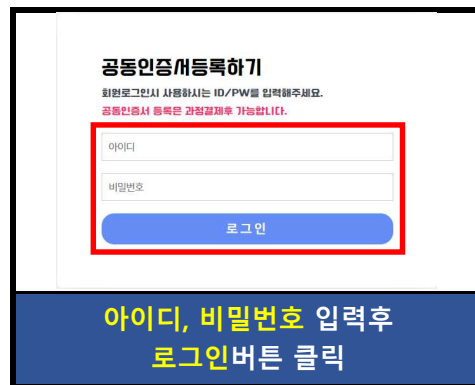 공동인증서등록하기
회원로그인시 사용하시는 ID/PW를 입력해주세요.
공동인증서 등록은 과정결제후 가능합니다.
아이디
비밀번호
로그인
아이디, 비밀번호 입력후
로그인버튼 클릭